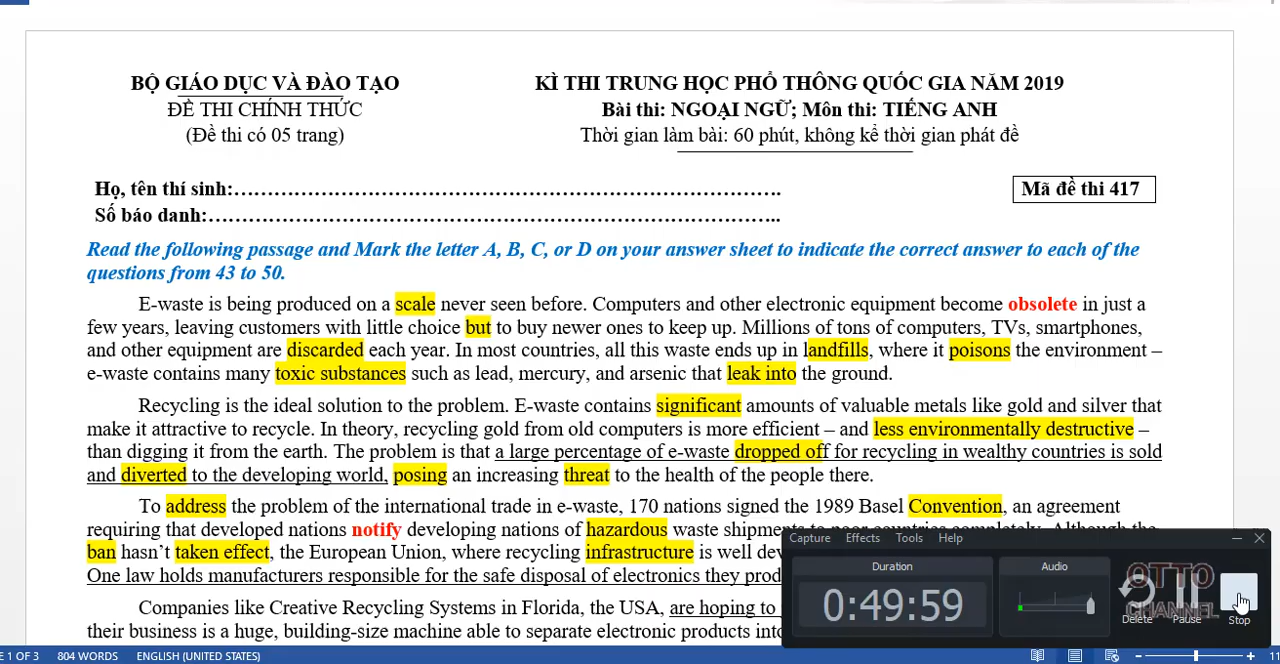 BỘ GIÁO DỤC VÀ ĐÀO TẠO
ĐỀ THI CHÍNH THỨC
(Đề thi có 05 trang)
KÌ THI TRUNG HỌC PHỔ THÔNG QUỐC GIA NĂM 2019
Bài thi: NGOẠI NGỮ; Môn thi: TIẾNG ANH
Thời gian làm bài: 60 phút, không kể thời gian phát đề
Họ, tên thí sinh:…………………………………………………………………….
Số báo danh:………………………………………………………………………..
Mã đề thi 417
Read the following passage and Mark the letter A, B, C, or D on your answer sheet to indicate the correct answer to each of the
questions from 43 to 50.
E-waste is being produced on a scale never seen before. Computers and other electronic equipment become obsolete in just a
few years, leaving customers with little choice but to buy newer ones to keep up. Millions of tons of computers, TVs, smartphones,
and other equipment are discarded each year. In most countries, all this waste ends up in landfills, where it poisons the environment –
e-waste contains many toxic substances such as lead, mercury, and arsenic that leak into the ground.
Recycling is the ideal solution to the problem. E-waste contains significant amounts of valuable metals like gold and silver that
make it attractive to recycle. In theory, recycling gold from old computers is more efficient – and less environmentally destructive –
than digging it from the earth. The problem is that a large percentage of e-waste dropped off for recycling in wealthy countries is sold
and diverted to the developing world, posing an increasing threat to the health of the people there.
To address the problem of the international trade in e-waste, 170 nations signed the 1989 Basel Convention, an agreement
requiring that developed nations notify developing nations of hazardous waste shipments to poor countries completely. Although the
ban hasn't taken effect, the European Union, where recycling infrastructure is well dev
One law holds manufacturers responsible for the safe disposal of electronics they prod
Companies like Creative Recycling Systems in Florida, the USA, are hoping to
their business is a huge, building-size machine able to separate electronic products into
Capture Effects Tools Help
Duration
0:49:59
Audio
OTTO
CHANNEL
Delete Pause Stop
E 1 OF 3 804 WORDS ENGLISH (UNITED STATES)
11